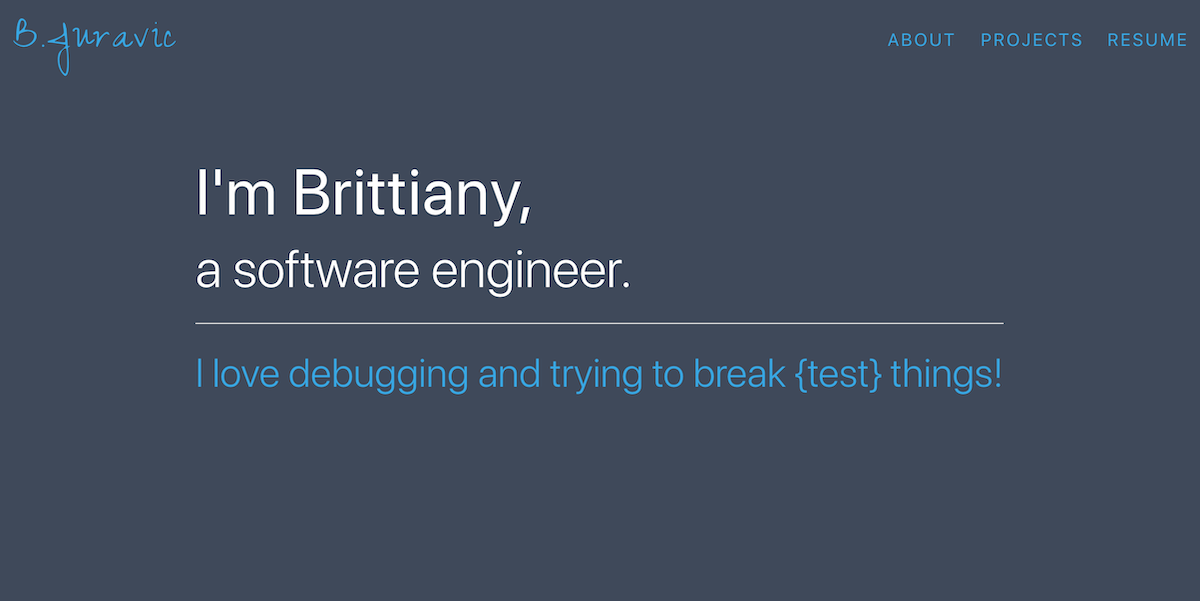 B.Juravic
ABOUT PROJECTS RESUME
I'm Brittiany,
a software engineer.
I love debugging and trying to break {test} things!